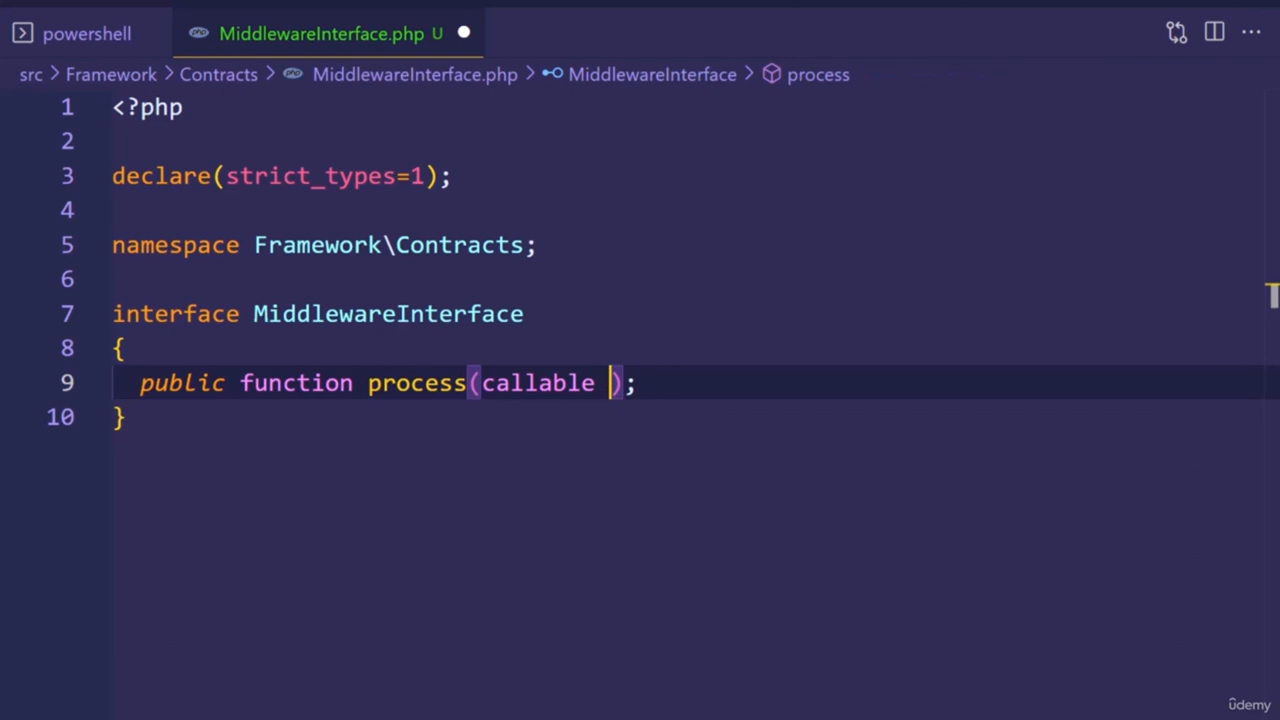 powershell
MiddlewareInterface.php U
src > Framework > Contracts > MiddlewareInterface.php > MiddlewareInterface > process
1 <?php
2
3 declare(strict_types=1);
4
5 namespace Framework\Contracts;
6
7 interface MiddlewareInterface
8 {
9 public function process(callable );
10 }
ûdemy